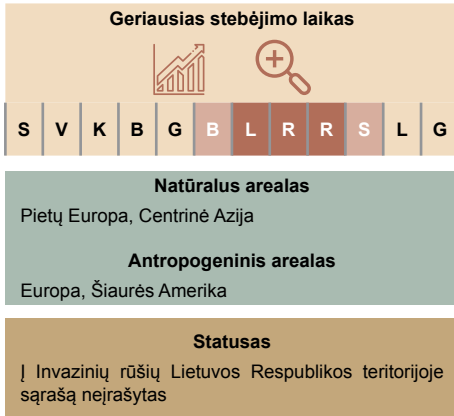 Geriausias stebėjimo laikas
S V K B G B L R R S L G
Natūralus arealas
Pietų Europa, Centrinė Azija
Antropogeninis arealas
Europa, Šiaurės Amerika
Statusas
Į Invazinių rūšių Lietuvos Respublikos teritorijoje
sąrašą neįrašytas